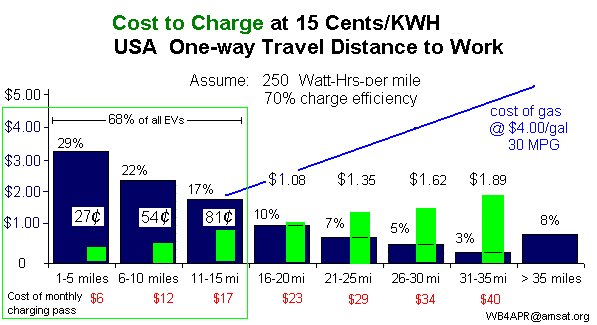 Cost to Charge at 15 Cents/KWH
USA One-way Travel Distance to Work
Assume: 250 Watt-Hrs-per mile
70% charge efficiency
cost of gas
@ $4.00/gal
30 MPG
$5.00
$4.00
$3.00
$2.00
$1.00
0
68% of all EVs
29%
22%
17%
10%
7%
5%
3%
8%
27¢
54¢
81¢
$1.08
$1.35
$1.62
$1.89
1-5 miles
6-10 miles
11-15 mi
16-20 mi
21-25 mi
26-30 mi
31-35 mi
> 35 miles
Cost of monthly
charging pass
$6
$12
$17
$23
$29
$34
$40
WB4APR@amsat.org